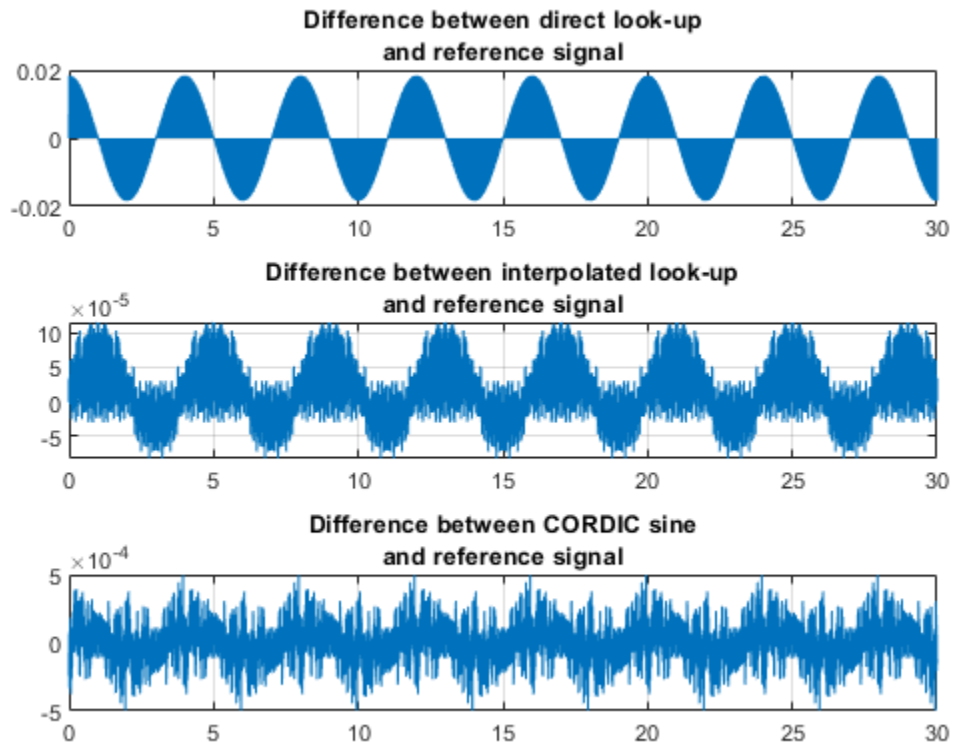 Difference between direct look-up
and reference signal
0.02
0
-0.02
0 5 10 15 20 25 30
Difference between interpolated look-up
and reference signal
×10-5
10
5
0
-5
0 5 10 15 20 25 30
Difference between CORDIC sine
and reference signal
×10-4
5
0
-5
0 5 10 15 20 25 30